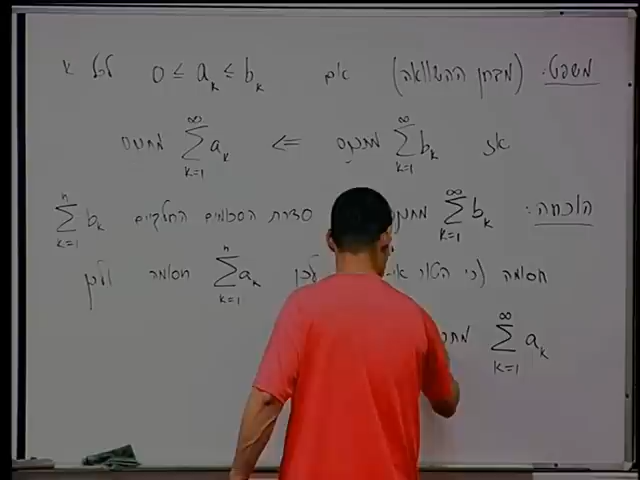 משפט: (מבחן ההשוואה) אם 0 ≤ a_k ≤ b_k לכל k
אז ∑_{k=1}^{∞} b_k מתכנס <= ∑_{k=1}^{∞} a_k מתכנס
הוכחה: ∑_{k=1}^{∞} b_k סדרת הסכומים החלקיים ∑_{k=1}^{n} b_k
חסומה (כי הטור לכן ∑_{k=1}^{n} a_k חסומה ולכן
∑_{k=1}^{∞} a_k